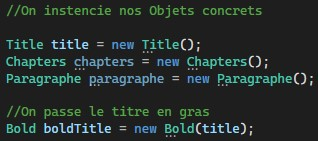 //On instencie nos Objets concrets
Title title = new Title();
Chapters chapters = new Chapters();
Paragraphe paragraphe = new Paragraphe();
//On passe le titre en gras
Bold boldTitle = new Bold(title);